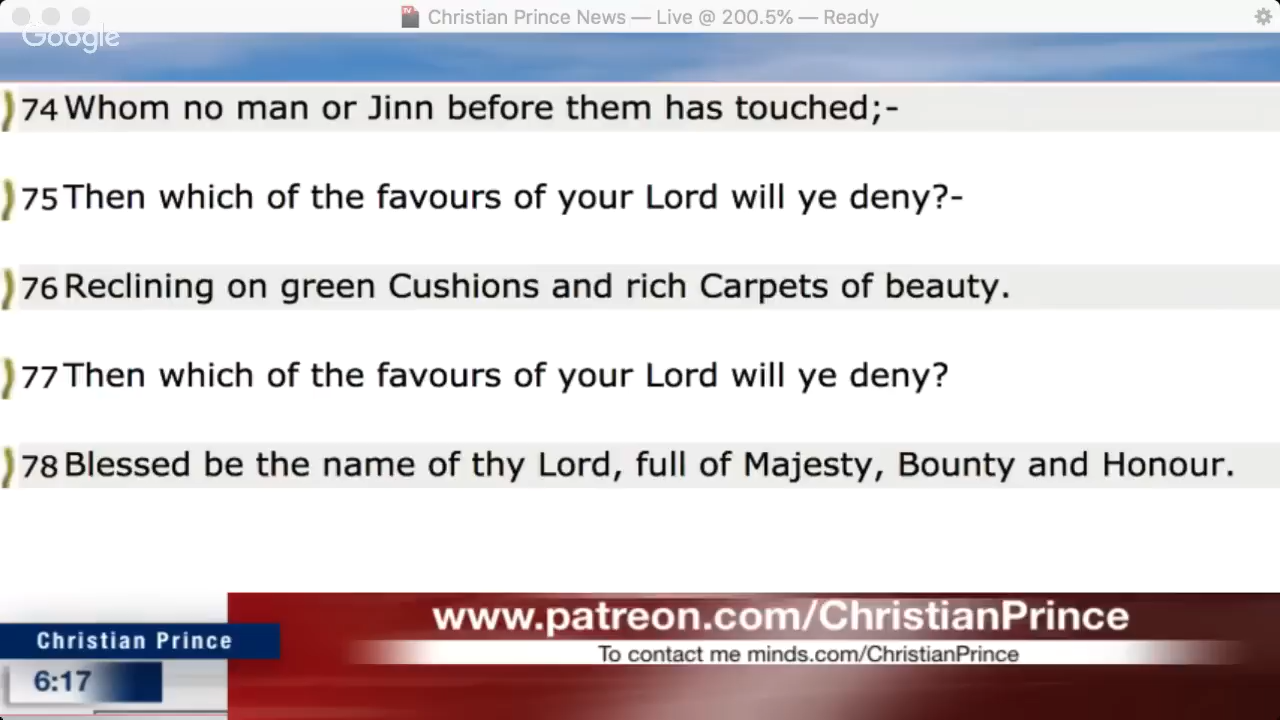 Christian Prince News — Live @ 200.5% — Ready
Google
74 Whom no man or Jinn before them has touched;-
75 Then which of the favours of your Lord will ye deny?-
76 Reclining on green Cushions and rich Carpets of beauty.
77 Then which of the favours of your Lord will ye deny?
78 Blessed be the name of thy Lord, full of Majesty, Bounty and Honour.
www.patreon.com/ChristianPrince
To contact me minds.com/ChristianPrince
Christian Prince
6:17